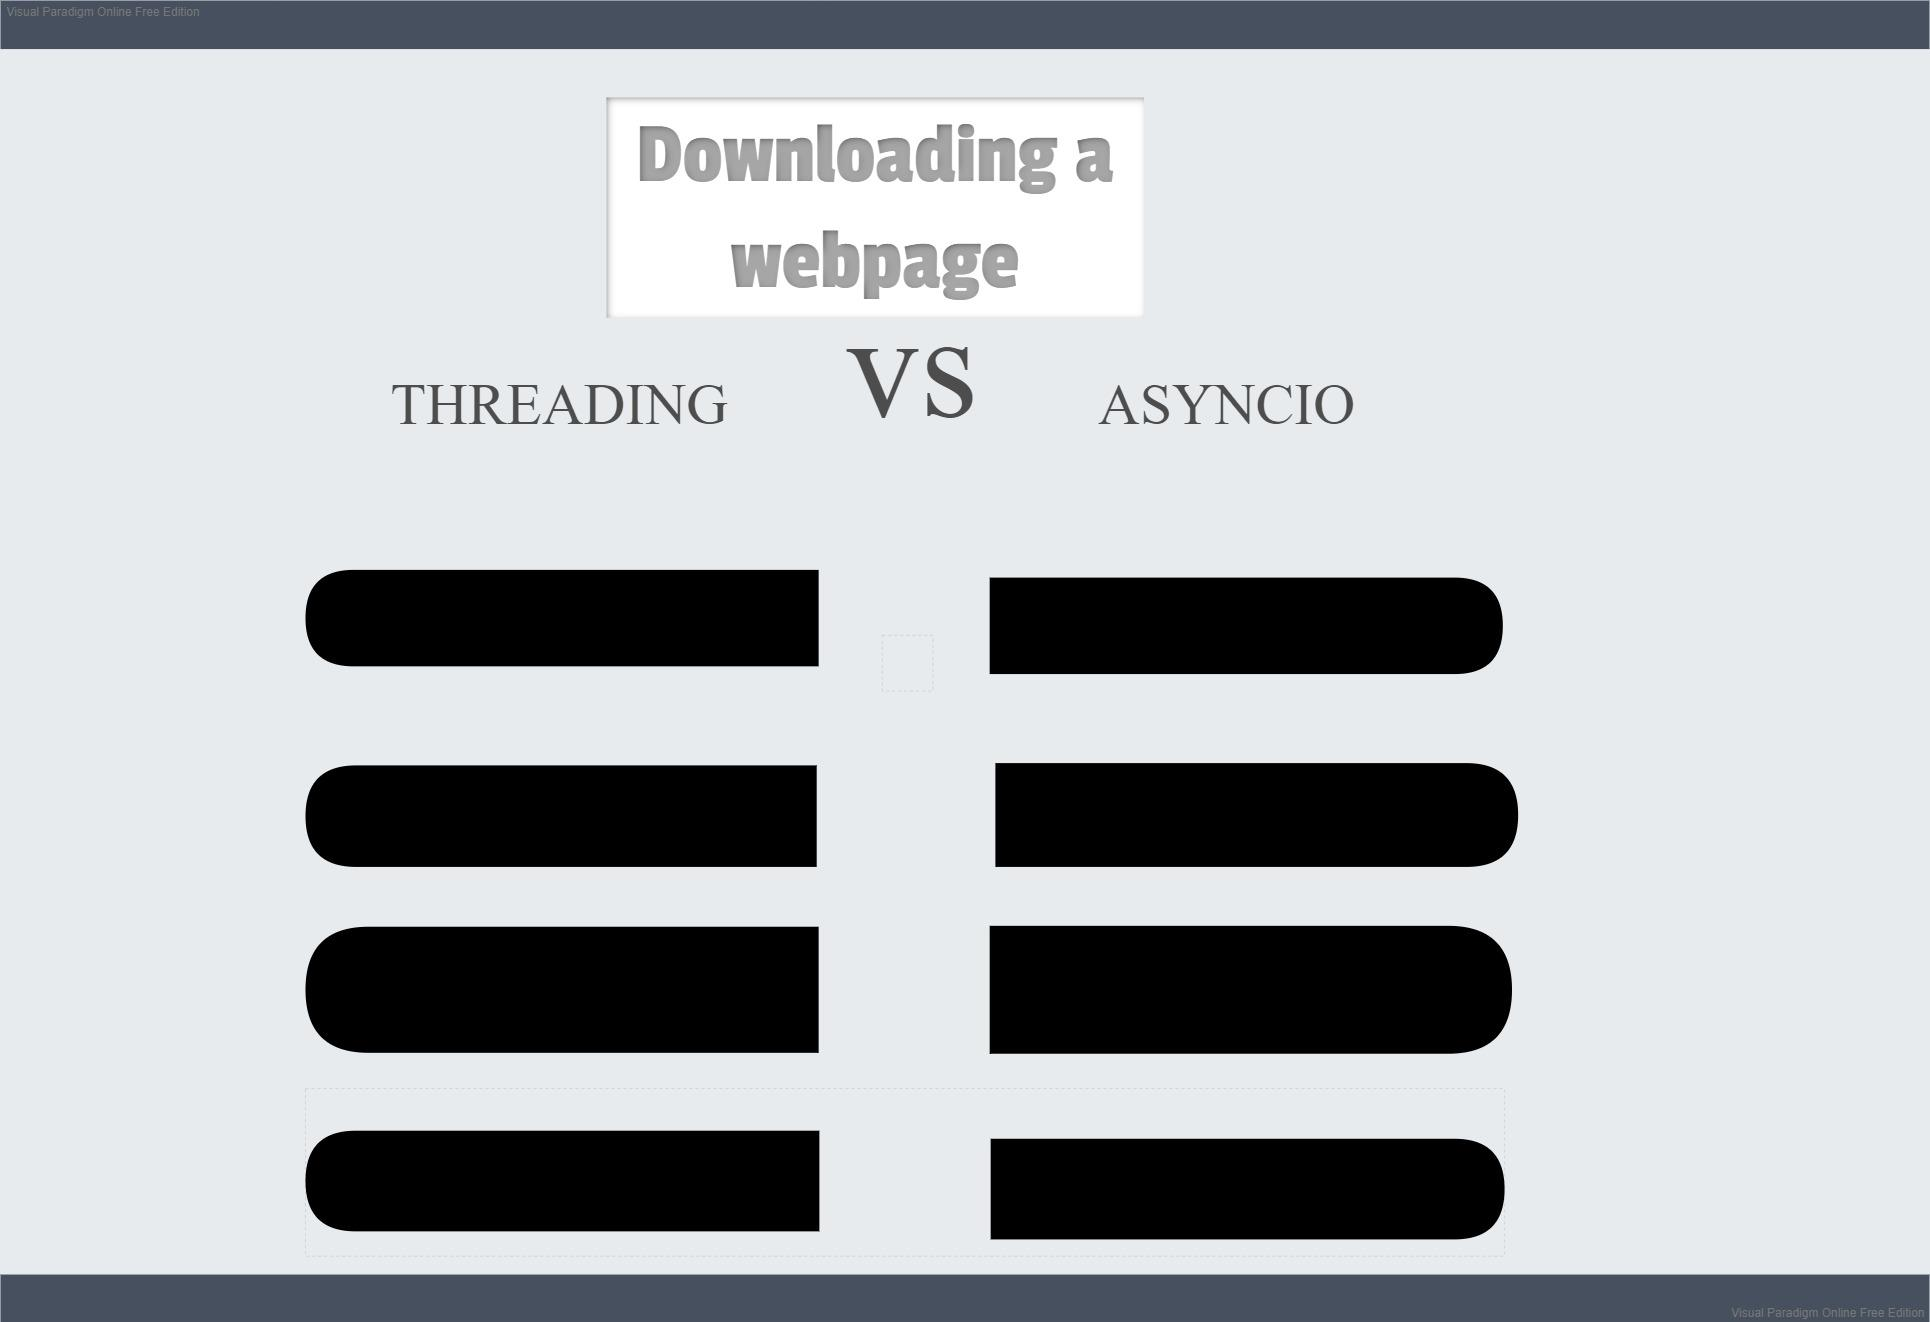 Visual Paradigm Online Free Edition
Downloading a
webpage
THREADING VS ASYNCIO
Visual Paradigm Online Free Edition